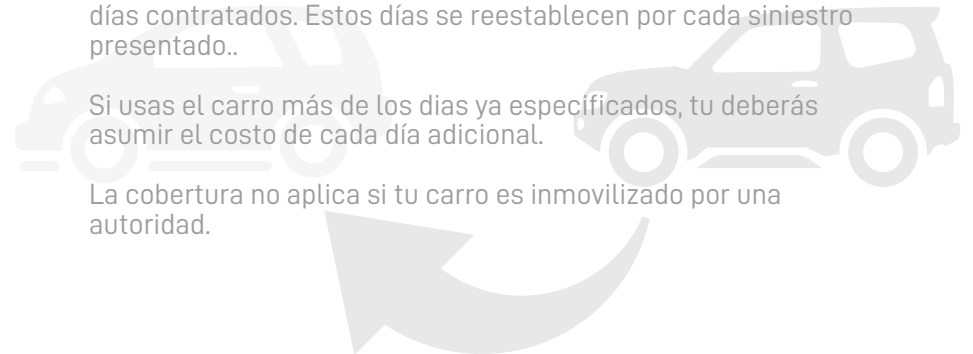 días contratados. Estos días se reestablecen por cada siniestro
presentado..
Si usas el carro más de los dias ya especificados, tu deberás
asumir el costo de cada día adicional.
La cobertura no aplica si tu carro es inmovilizado por una
autoridad.